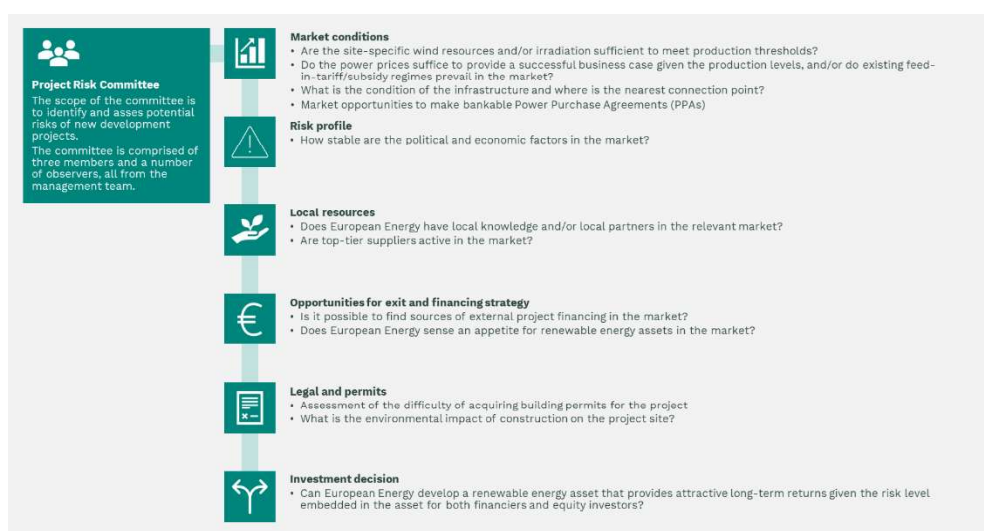 Project Risk Committee
The scope of the committee is
to identify and asses potential
risks of new development
projects.
The committee is comprised of
three members and a number
of observers, all from the
management team.
Market conditions
• Are the site-specific wind resources and/or irradiation sufficient to meet production thresholds?
• Do the power prices suffice to provide a successful business case given the production levels, and/or do existing feed-
in-tariff/subsidy regimes prevail in the market?
• What is the condition of the infrastructure and where is the nearest connection point?
• Market opportunities to make bankable Power Purchase Agreements (PPAs)
Risk profile
• How stable are the political and economic factors in the market?
Local resources
• Does European Energy have local knowledge and/or local partners in the relevant market?
• Are top-tier suppliers active in the market?
€
Opportunities for exit and financing strategy
• Is it possible to find sources of external project financing in the market?
• Does European Energy sense an appetite for renewable energy assets in the market?
Legal and permits
• Assessment of the difficulty of acquiring building permits for the project
• What is the environmental impact of construction on the project site?
Investment decision
• Can European Energy develop a renewable energy asset that provides attractive long-term returns given the risk level
embedded in the asset for both financiers and equity investors?